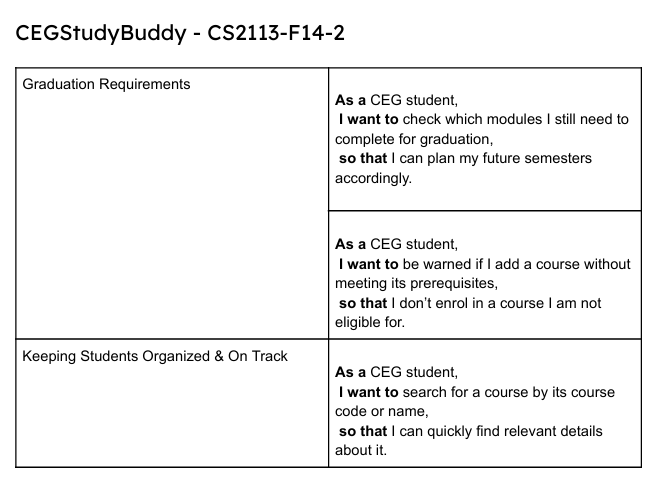 CEGStudyBuddy - CS2113-F14-2
Graduation Requirements
As a CEG student,
I want to check which modules I still need to
complete for graduation,
so that I can plan my future semesters
accordingly.
As a CEG student,
I want to be warned if I add a course without
meeting its prerequisites,
so that I don’t enrol in a course I am not
eligible for.
Keeping Students Organized & On Track
As a CEG student,
I want to search for a course by its course
code or name,
so that I can quickly find relevant details
about it.